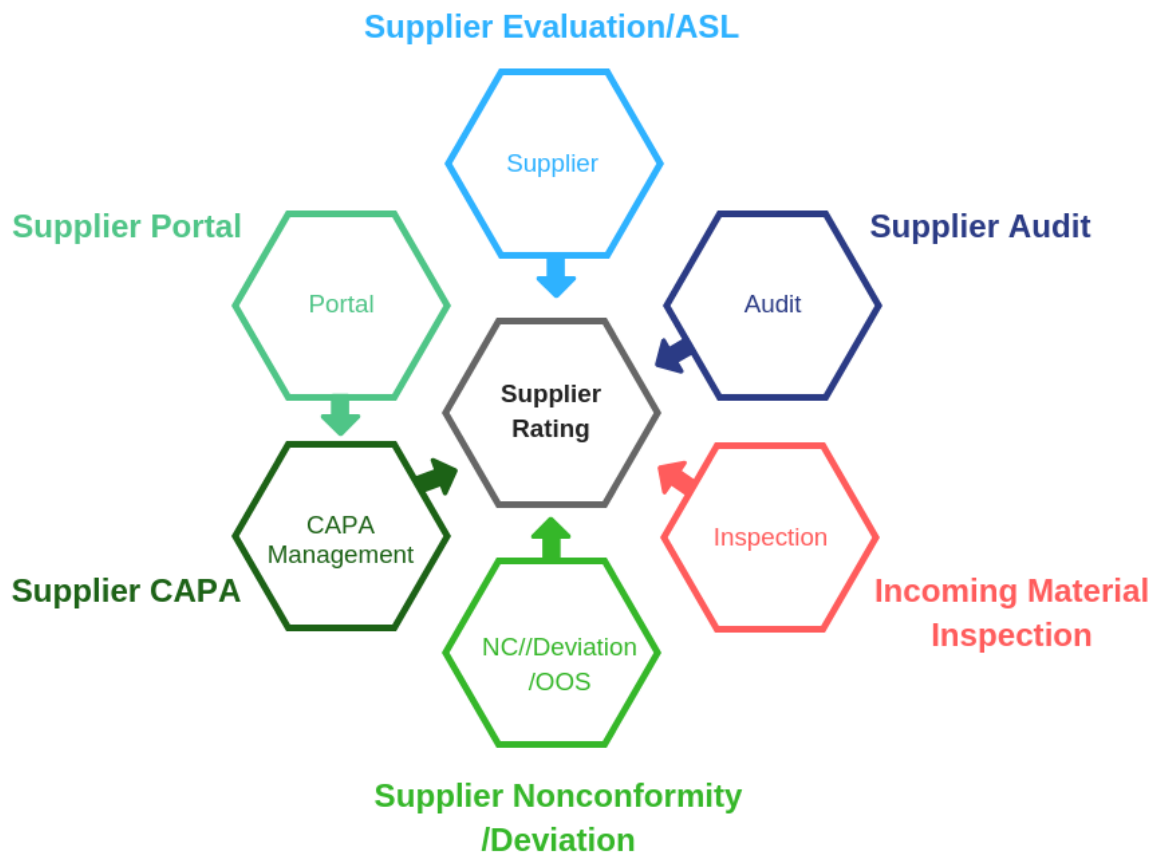 Supplier Evaluation/ASL
Supplier
Supplier Portal
Supplier Audit
Portal
Audit
Supplier
Rating
CAPA
Management
Inspection
Supplier CAPA
Incoming Material
Inspection
NC//Deviation
/OOS
Supplier Nonconformity
/Deviation